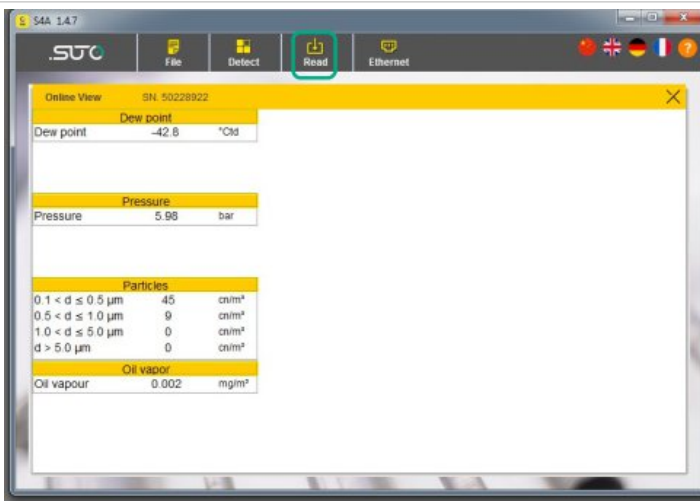 S4A 1.4.7
SUTO
File
Detect
Read
Ethernet
?
Online View SN. 50228922
Dew point
Dew point -42.8 °Ctd
Pressure
Pressure 5.98 bar
Particles
0.1 < d ≤ 0.5 µm 45 cn/m³
0.5 < d ≤ 1.0 µm 9 cn/m³
1.0 < d ≤ 5.0 µm 0 cn/m³
d > 5.0 µm 0 cn/m³
Oil vapor
Oil vapour 0.002 mg/m³